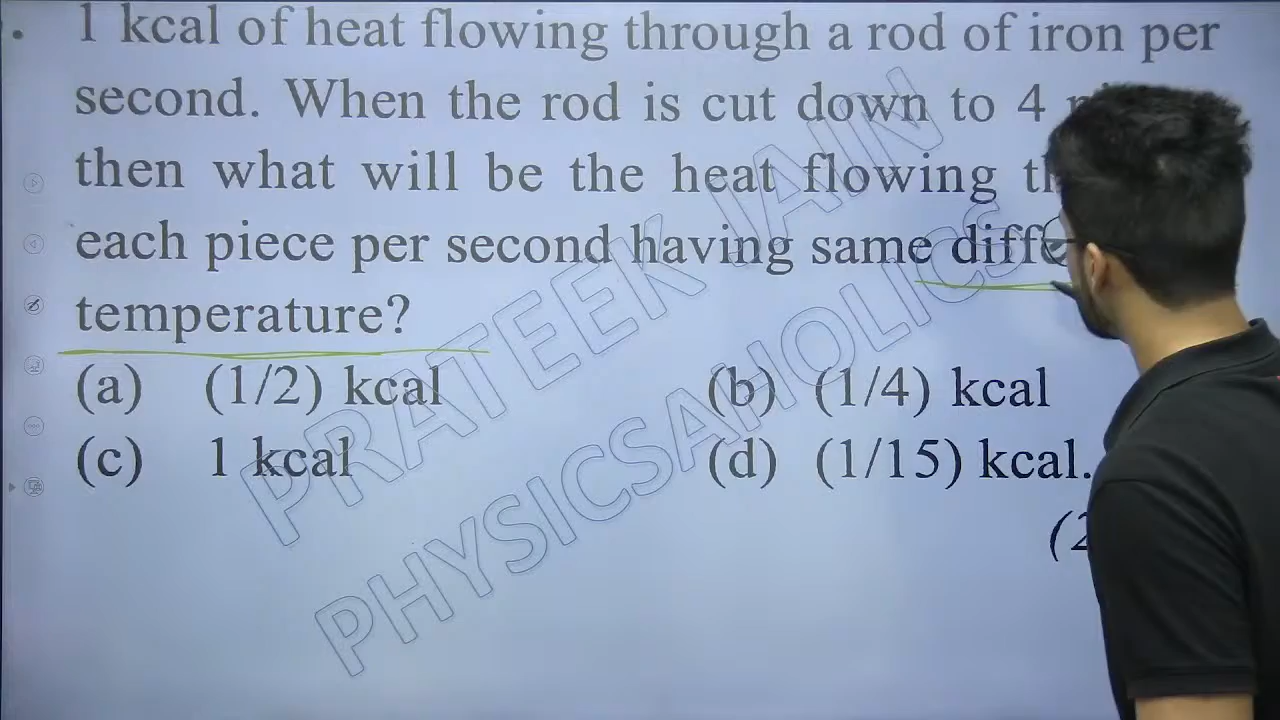 1 kcal of heat flowing through a rod of iron per
second. When the rod is cut down to 4
then what will be the heat flowing
each piece per second having same
temperature?
(a) (1/2) kcal (b) (1/4) kcal
(c) 1 kcal (d) (1/15) kcal.
PRATEEK JAIN
PHYSICSAHOLICS